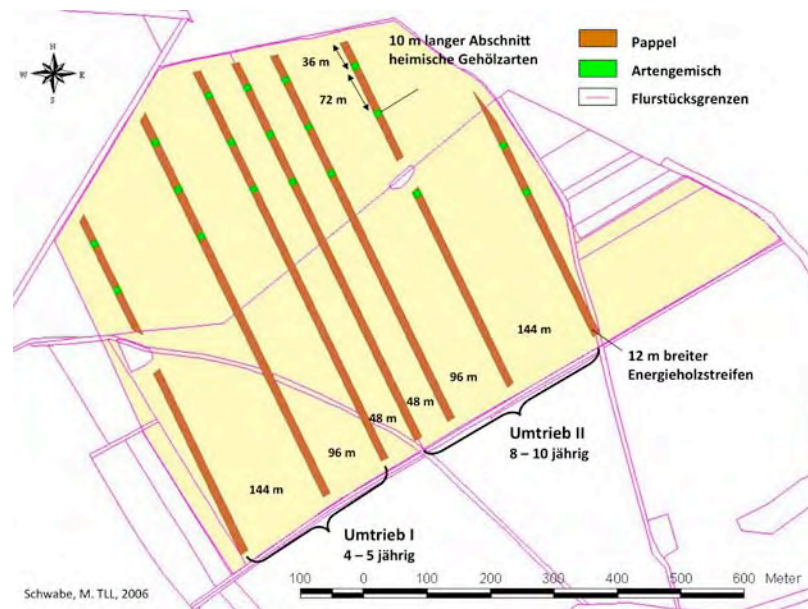 N
W
E
S
10 m langer Abschnitt
heimische Gehölzarten
36 m
72 m
Pappel
Artengemisch
Flurstücksgrenzen
144 m
12 m breiter
Energieholzstreifen
96 m
48 m
48 m
96 m
144 m
Umtrieb II
8 – 10 jährig
Umtrieb I
4 – 5 jährig
Schwabe, M. TLL, 2006
100 0 100 200 300 400 500 600 Meter